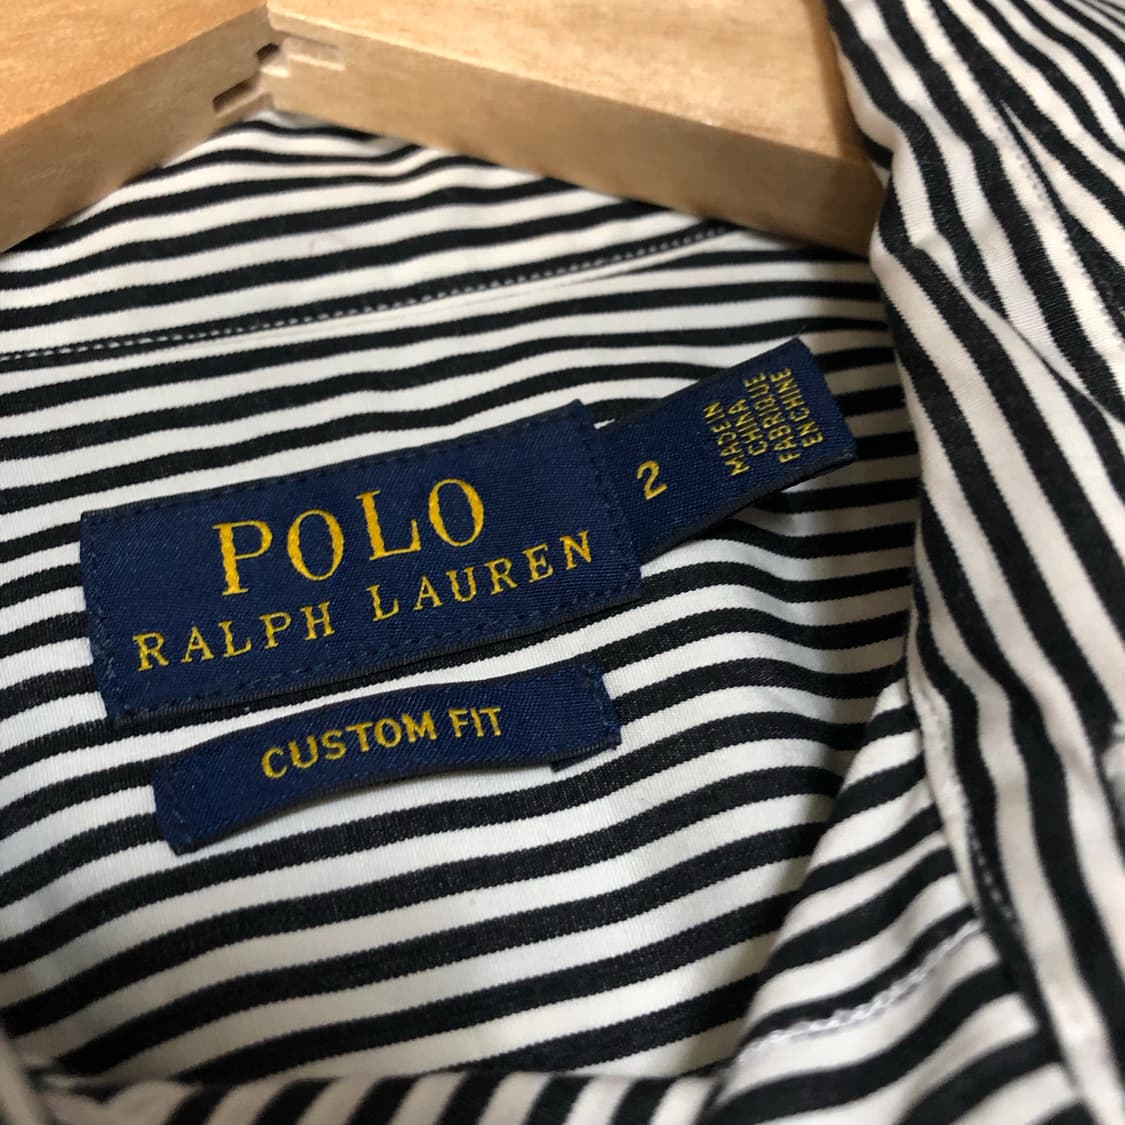 POLO
RALPH LAUREN
CUSTOM FIT
2
MADE IN
CHINA
FABRIQUE
EN CHINE